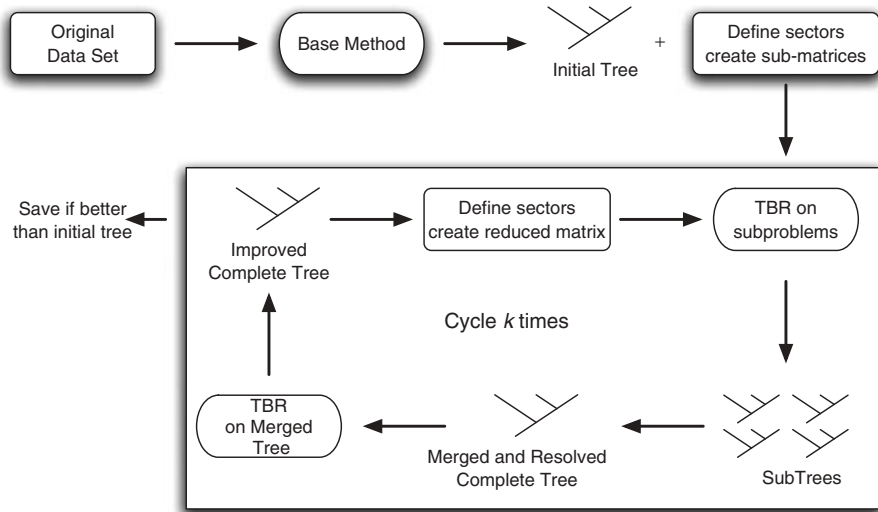 Original
Data Set
Base Method
Initial Tree
+
Define sectors
create sub-matrices
Save if better
than initial tree
Improved
Complete Tree
Define sectors
create reduced matrix
TBR on
subproblems
Cycle k times
TBR
on Merged
Tree
Merged and Resolved
Complete Tree
SubTrees